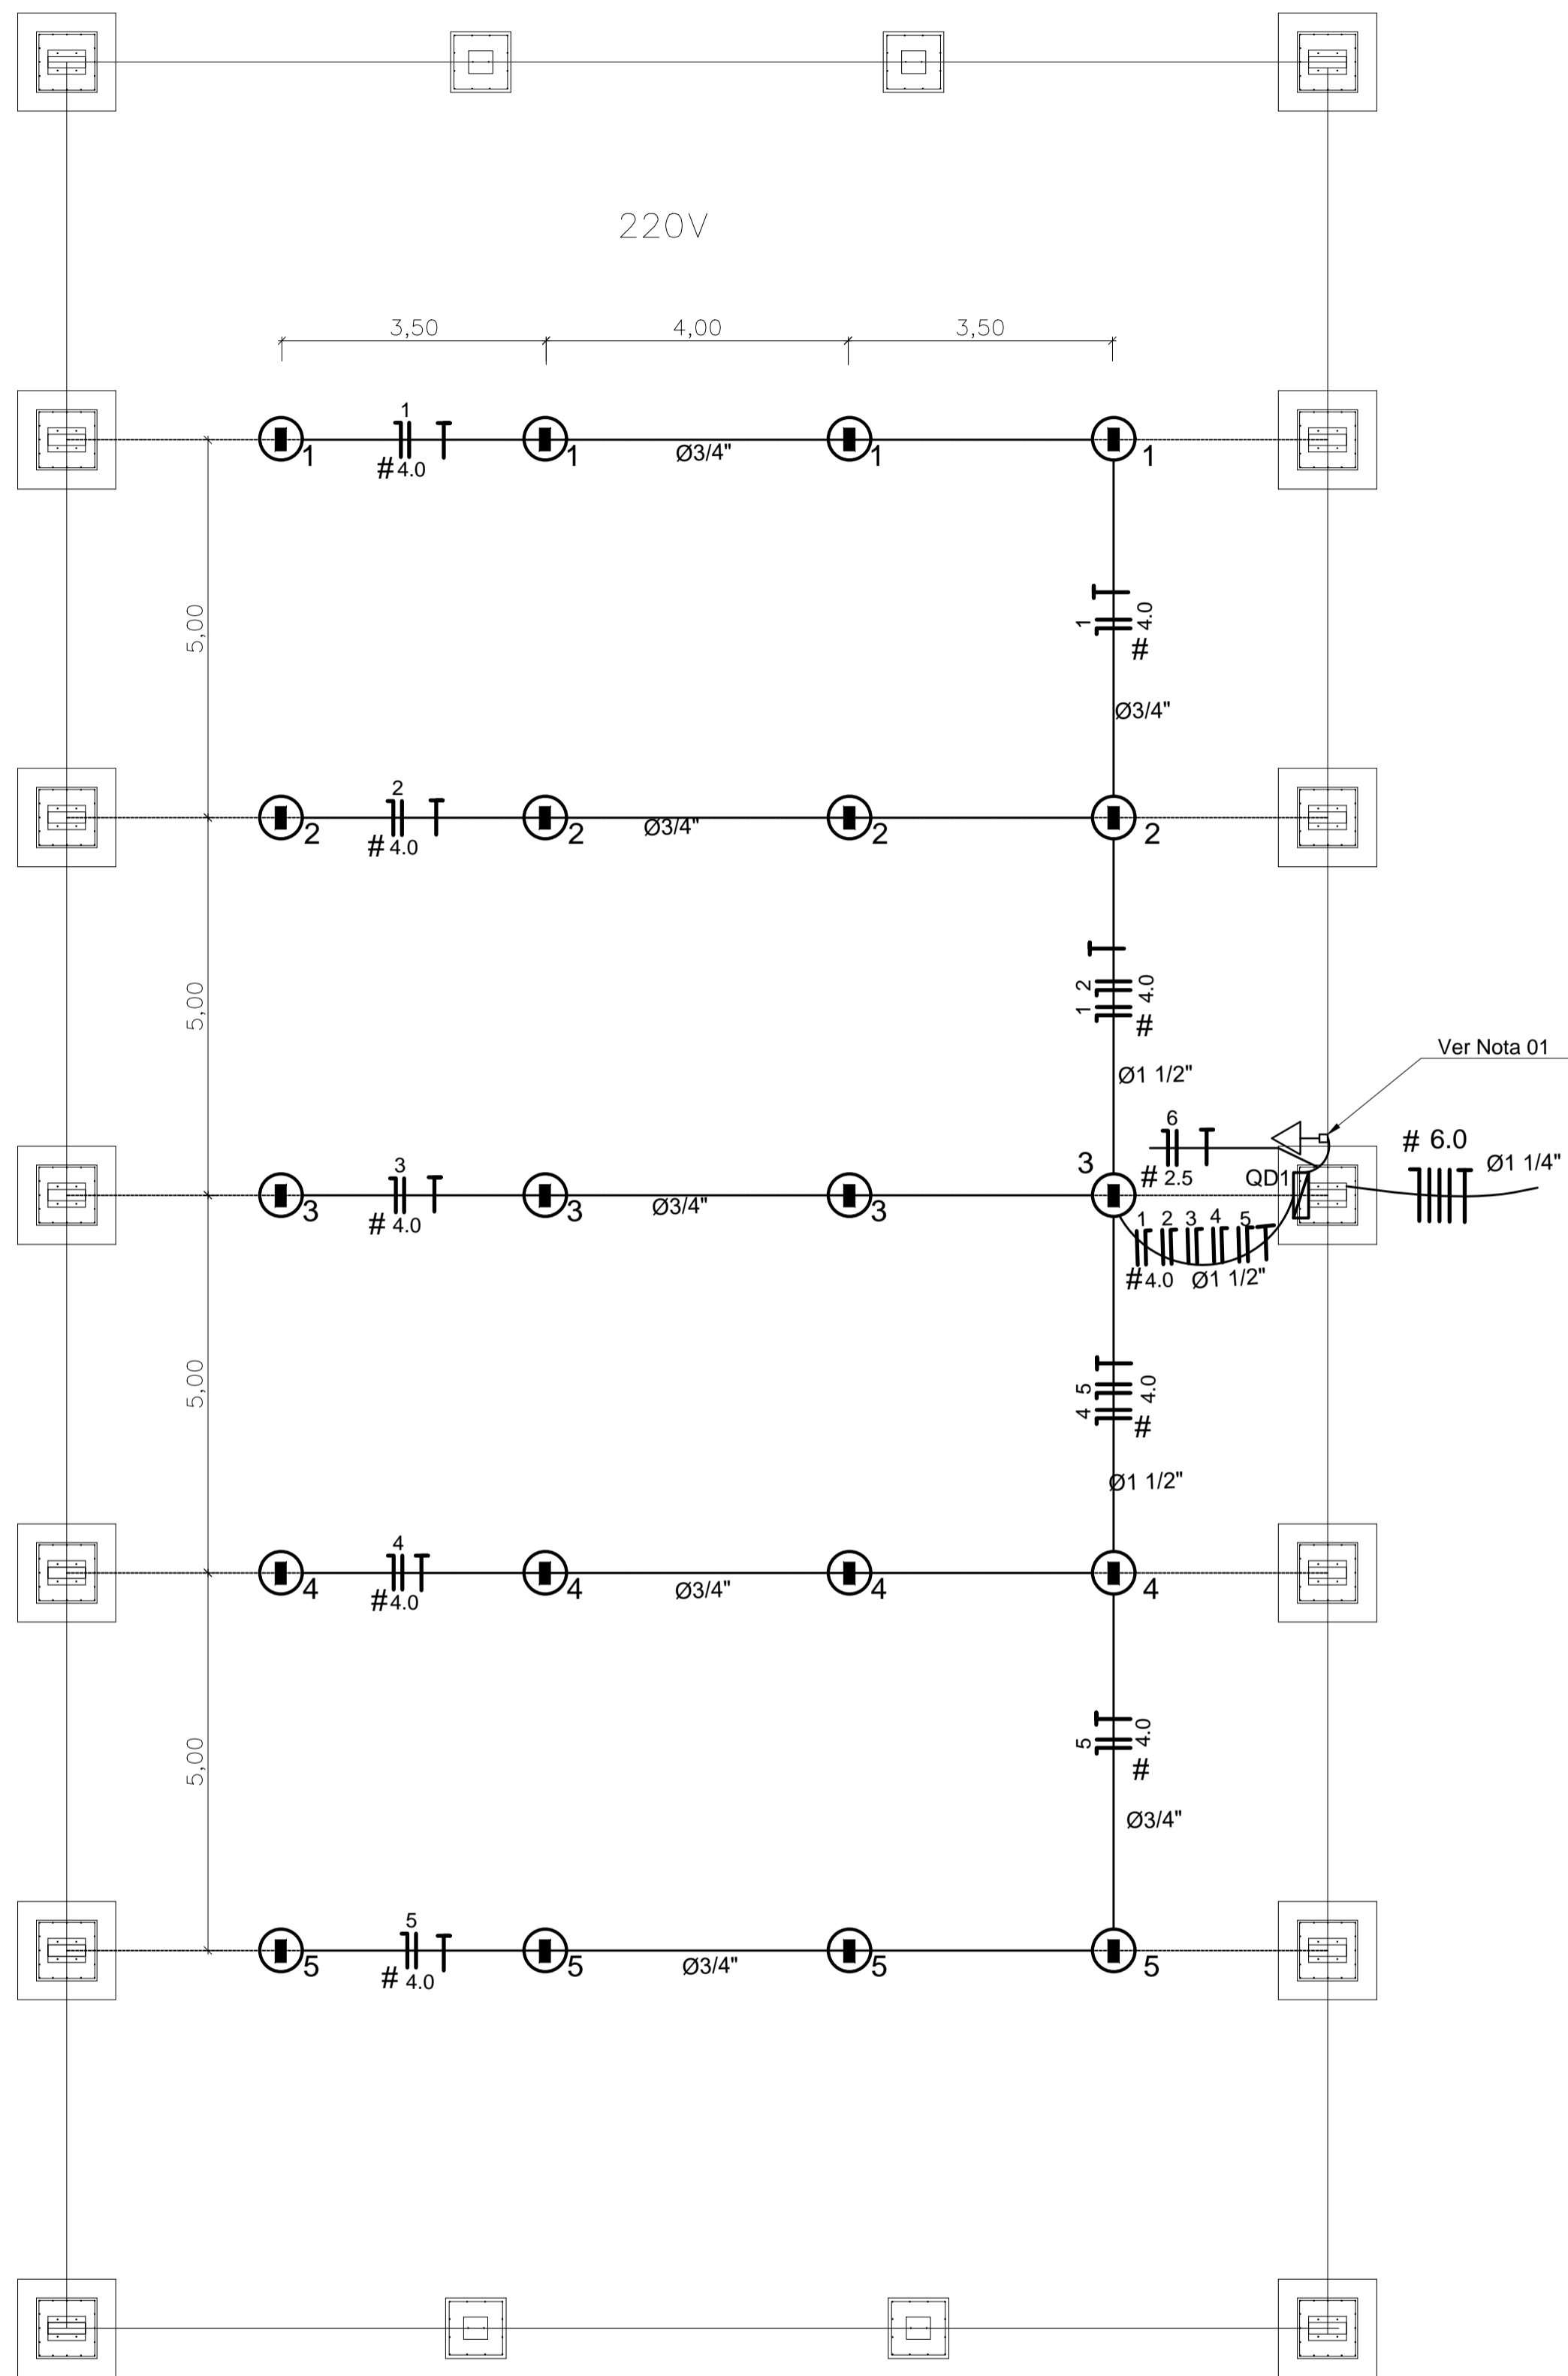 220V
3,50 4,00 3,50
1
# 4.0
1 1 Ø3/4" 1 1
5,00
1 4.0 #
Ø3/4"
2
# 4.0
2 2 Ø3/4" 2 2
5,00
1 2 4.0 #
Ø1 1/2"
Ver Nota 01
6
# 2.5
QD1
# 6.0
Ø1 1/4"
3
# 4.0
3 3 Ø3/4" 3 3
1 2 3 4 5
# 4.0 Ø1 1/2"
5,00
4 5 4.0 #
Ø1 1/2"
4
# 4.0
4 4 Ø3/4" 4 4
5,00
5 4.0 #
Ø3/4"
5
# 4.0
5 5 Ø3/4" 5 5